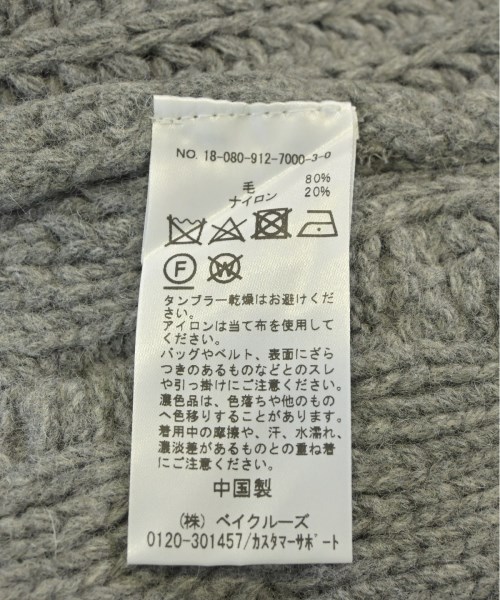 NO. 18-080-912-7000-3-0
毛 80%
ナイロン 20%
F W
タンブラー乾燥はお避けくだ
さい。
アイロンは当て布を使用して
ください。
バッグやベルト、表面にざら
つきのあるものなどとのスレ
や引っ掛けにご注意ください。
濃色品は、色落ちや他のもの
へ色移りすることがあります。
着用中の摩擦や、汗、水濡れ、
濃淡差があるものとの重ね着
にご注意ください。
中国製
(株) ベイクルーズ
0120-301457/カスタマーサポート